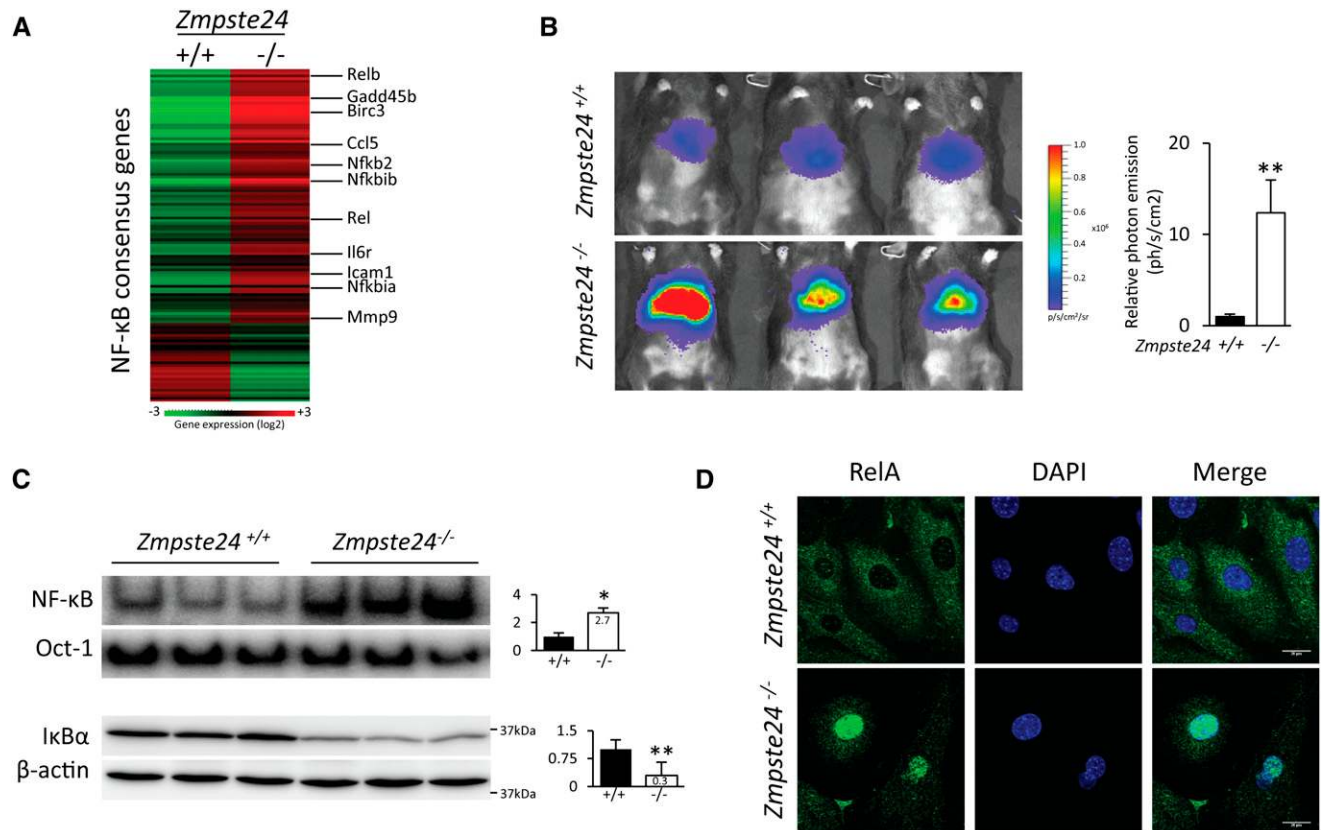 A
Zmpste24
+/+ -/-
NF-κB consensus genes
Relb
Gadd45b
Birc3
Ccl5
Nfkb2
Nfkbib
Rel
Il6r
Icam1
Nfkbia
Mmp9
-3 +3
Gene expression (log2)
B
Zmpste24 +/+
Zmpste24 -/-
1.0
0.8
0.6
x10⁶
0.4
0.2
p/s/cm²/sr
Relative photon emission
(ph/s/cm2)
20
10
0
**
Zmpste24 +/+ -/-
C
Zmpste24 +/+ Zmpste24-/-
NF-κB
Oct-1
4
2
0
*
2.7
+/+ -/-
IκBα
β-actin
37kDa
37kDa
1.5
0.75
0
**
0.3
+/+ -/-
D
RelA DAPI Merge
Zmpste24 +/+
Zmpste24 -/-